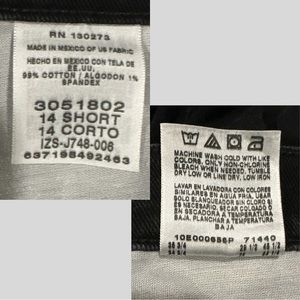 RN 130273
MADE IN MEXICO OF US FABRIC
HECHO EN MEXICO CON TELA DE
EE.UU.
99% COTTON / ALGODON 1%
SPANDEX
3051802
14 SHORT
14 CORTO
IZS-J748-006
637198492463
MACHINE WASH COLD WITH LIKE
COLORS, ONLY NON-CHLORINE
BLEACH WHEN NEEDED, TUMBLE
DRY LOW OR LINE DRY, LOW IRON
LAVAR EN LAVADORA CON COLORES
SIMILARES EN AGUA FRIA, USAR
BLANQUEADOR SIN CLORO SI ES
NECESARIO, SECAR COLGADO O
EN SECADORA A TEMPERATURA
BAJA, PLANCHAR A TEMPERATURA
BAJA
71440